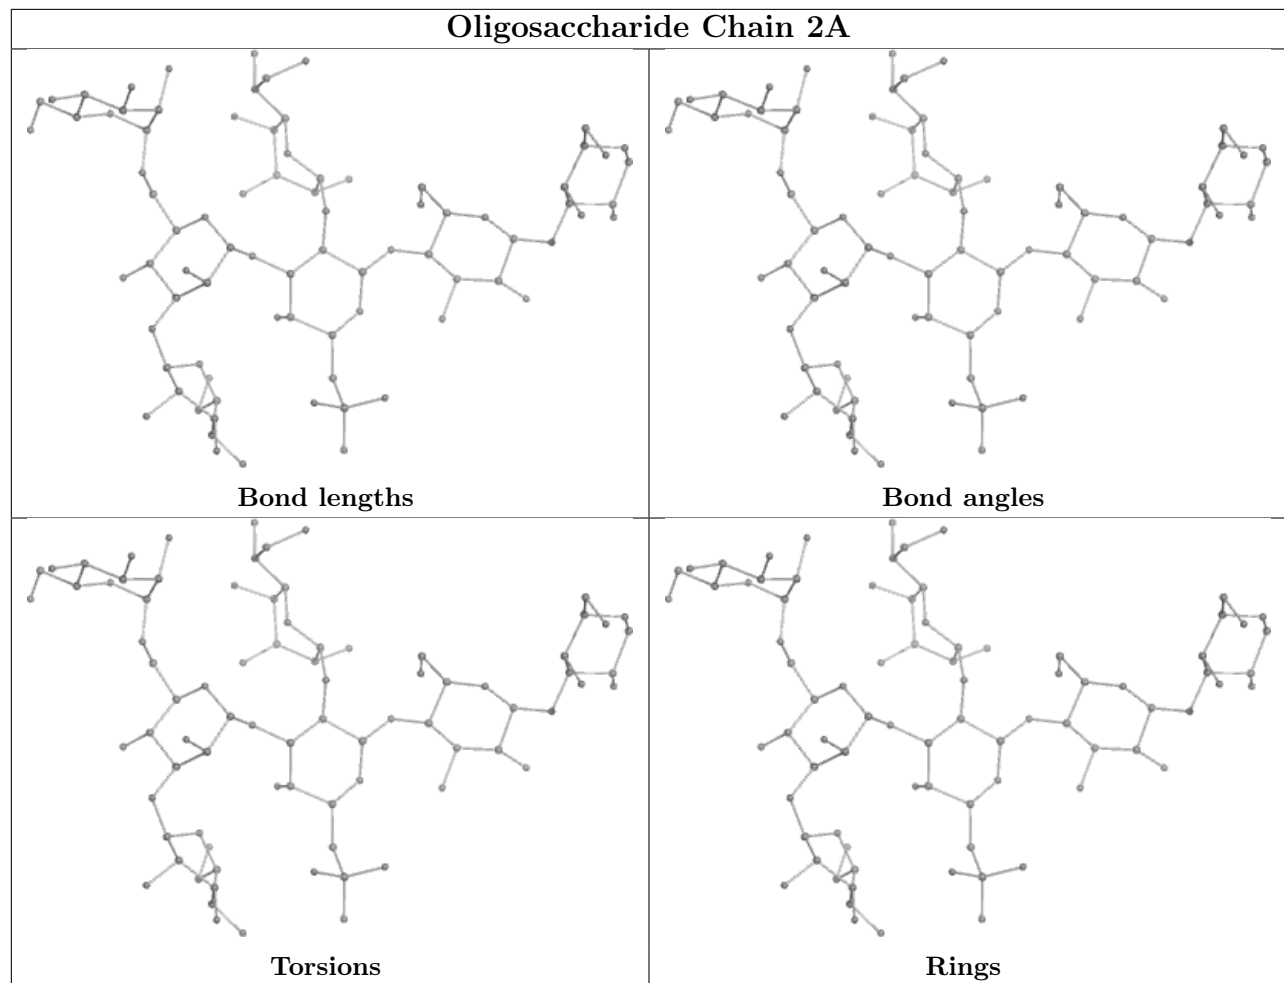 Oligosaccharide Chain 2A
Bond lengths
Bond angles
Torsions
Rings